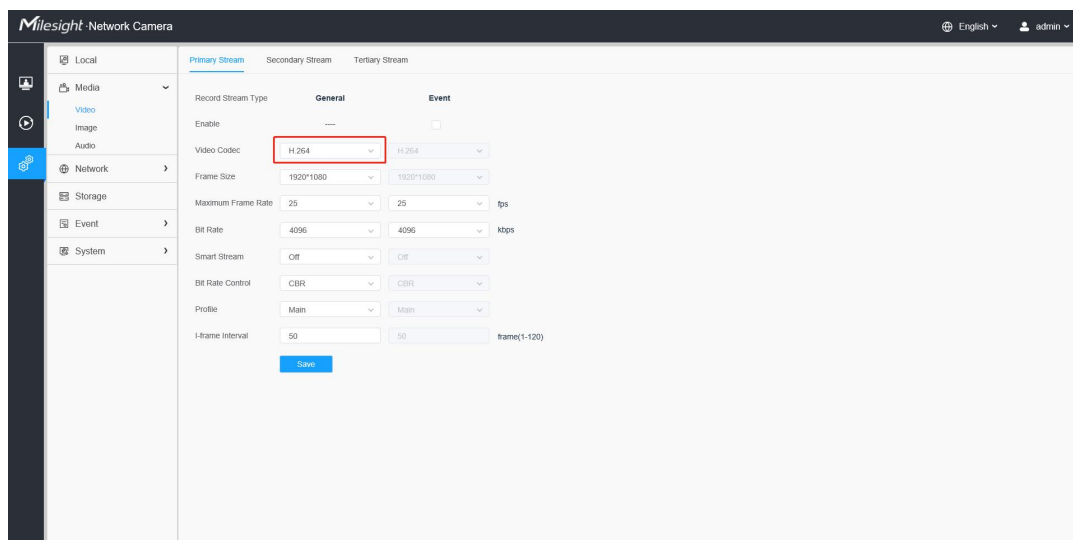 Milesight ·Network Camera
English
admin
Local
Media
Video
Image
Audio
Network
Storage
Event
System
Primary Stream Secondary Stream Tertiary Stream
Record Stream Type General Event
Enable ----
Video Codec H.264 H.264
Frame Size 1920*1080 1920*1080
Maximum Frame Rate 25 25 fps
Bit Rate 4096 4096 kbps
Smart Stream Off Off
Bit Rate Control CBR CBR
Profile Main Main
I-frame Interval 50 50 frame(1-120)
Save